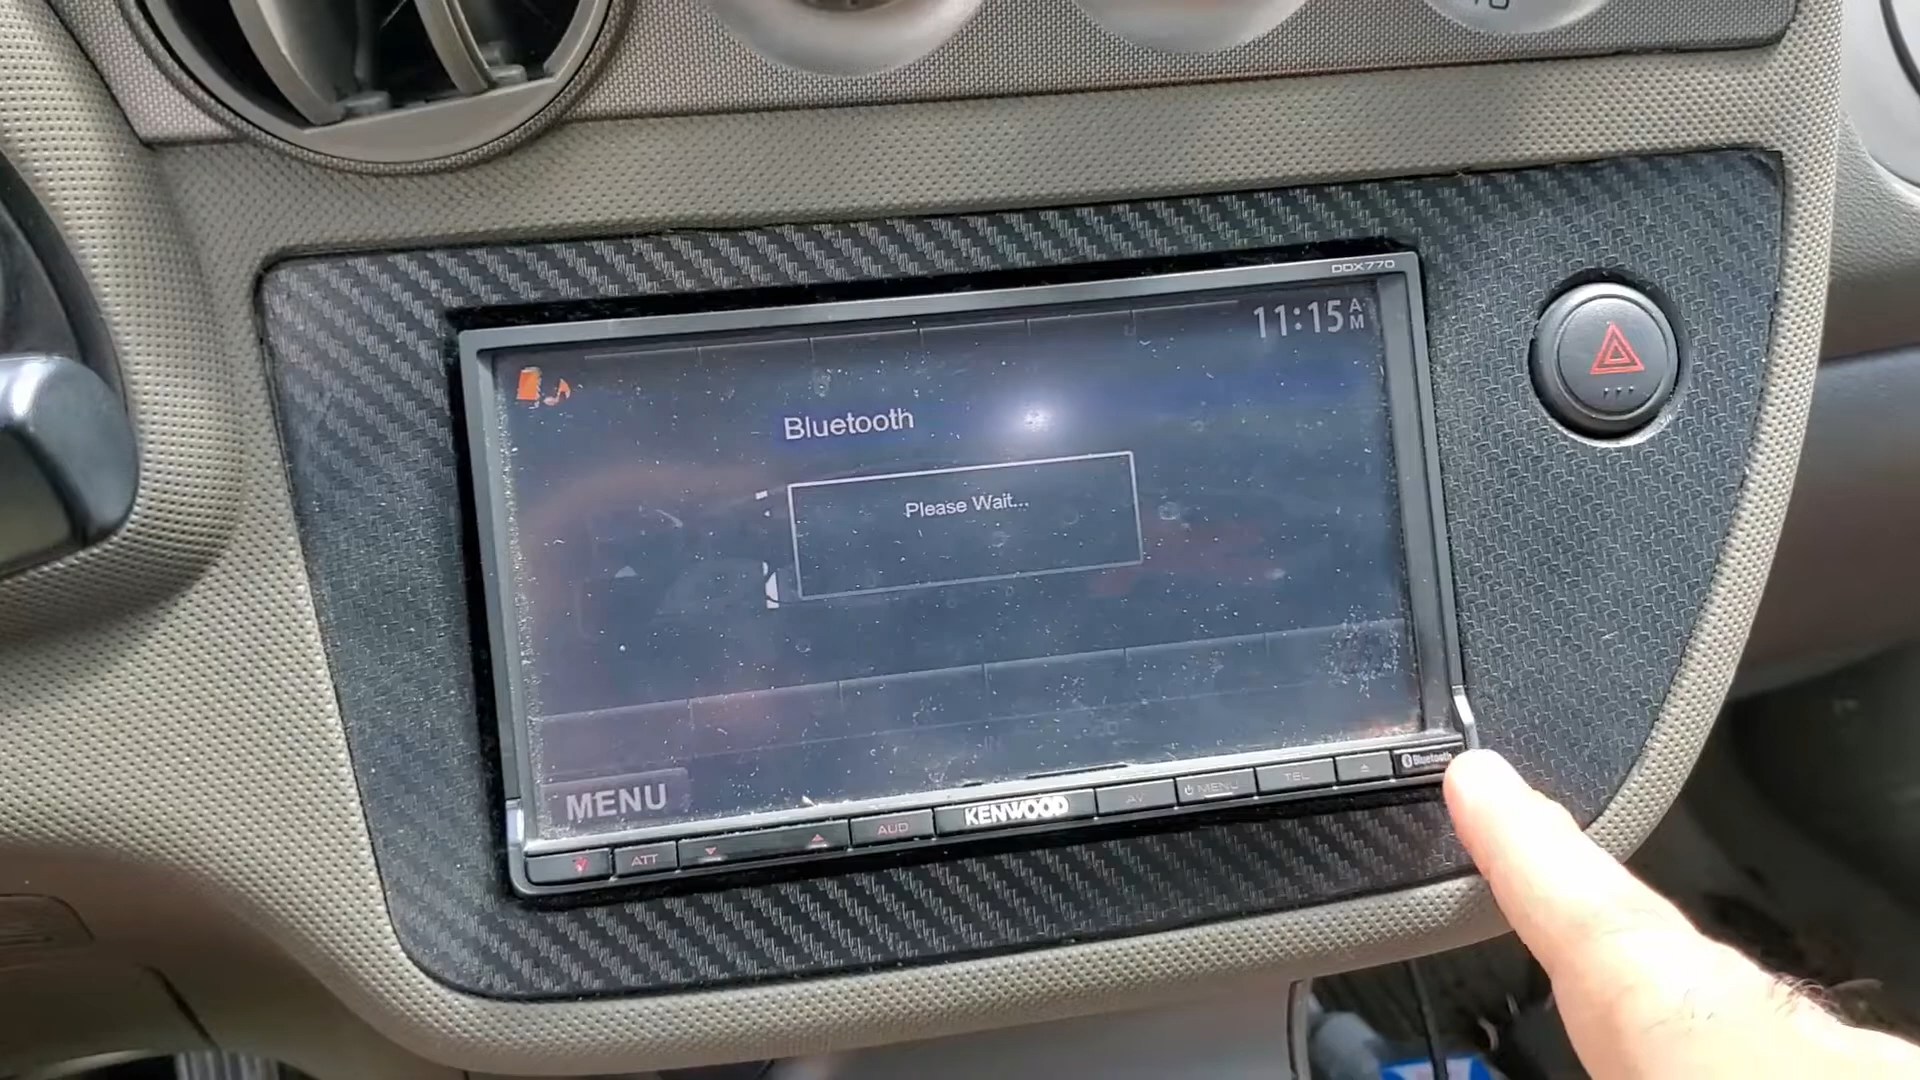 DDX770
11:15 AM
Bluetooth
Please Wait...
MENU
ATT
AUD
KENWOOD
AV
MENU
TEL
Bluetooth